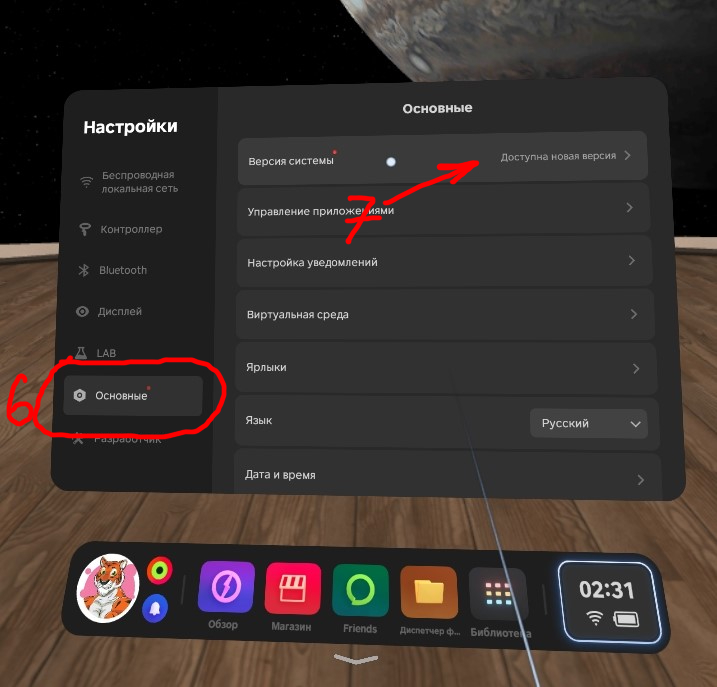 Основные
Настройки
Беспроводная
локальная сеть
Контроллер
Bluetooth
Дисплей
LAB
Основные
Разработчик
Версия системы
Доступна новая версия
7
Управление приложениями
Настройка уведомлений
Виртуальная среда
Ярлыки
Язык
Русский
Дата и время
6
02:31
Обзор
Магазин
Friends
Диспетчер ф...
Библиотека